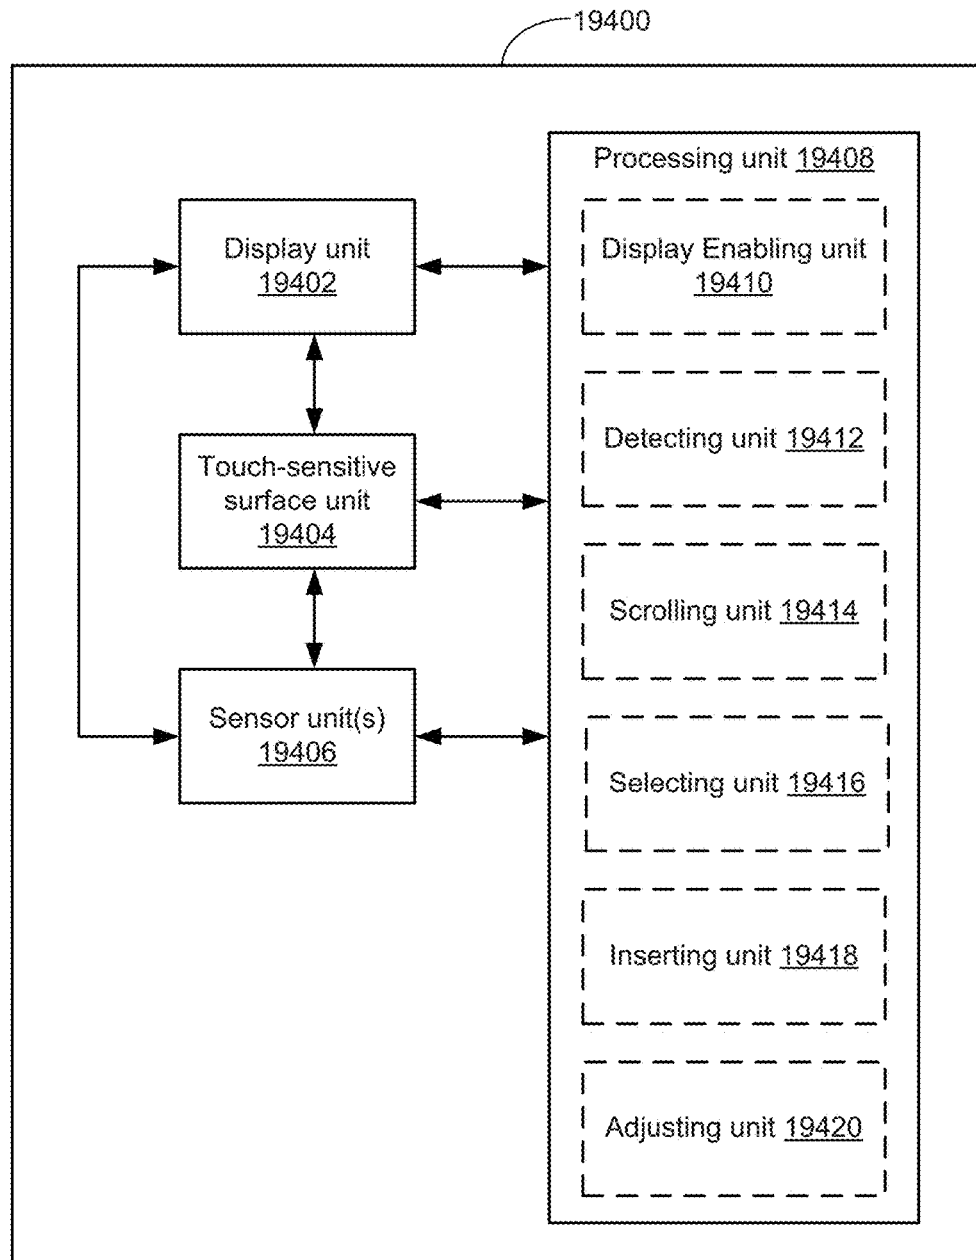 19400
Processing unit 19408
Display unit
19402
Display Enabling unit
19410
Detecting unit 19412
Touch-sensitive
surface unit
19404
Scrolling unit 19414
Sensor unit(s)
19406
Selecting unit 19416
Inserting unit 19418
Adjusting unit 19420